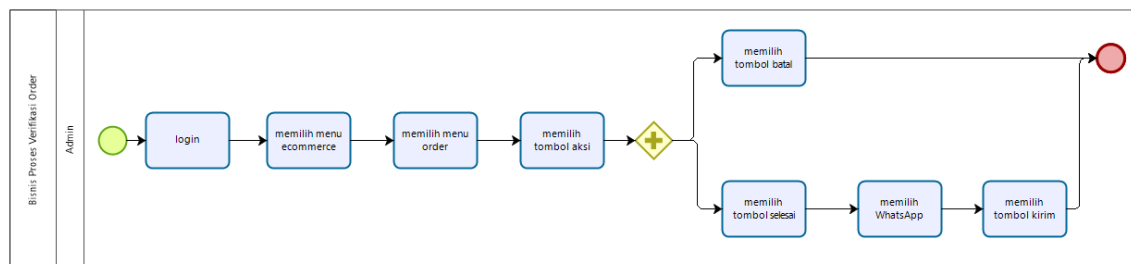 Bisnis Proses Verifikasi Order
Admin
login
memilih menu
ecommerce
memilih menu
order
memilih
tombol aksi
memilih
tombol batal
memilih
tombol selesai
memilih
WhatsApp
memilih
tombol kirim